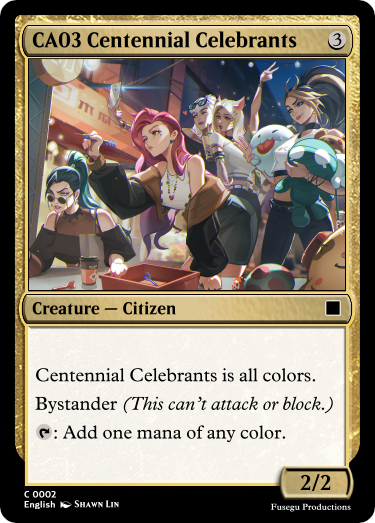 CA03 Centennial Celebrants 3
Creature — Citizen
Centennial Celebrants is all colors.
Bystander (This can't attack or block.)
: Add one mana of any color.
2/2
C 0002
English Shawn Lin
Fusegu Productions